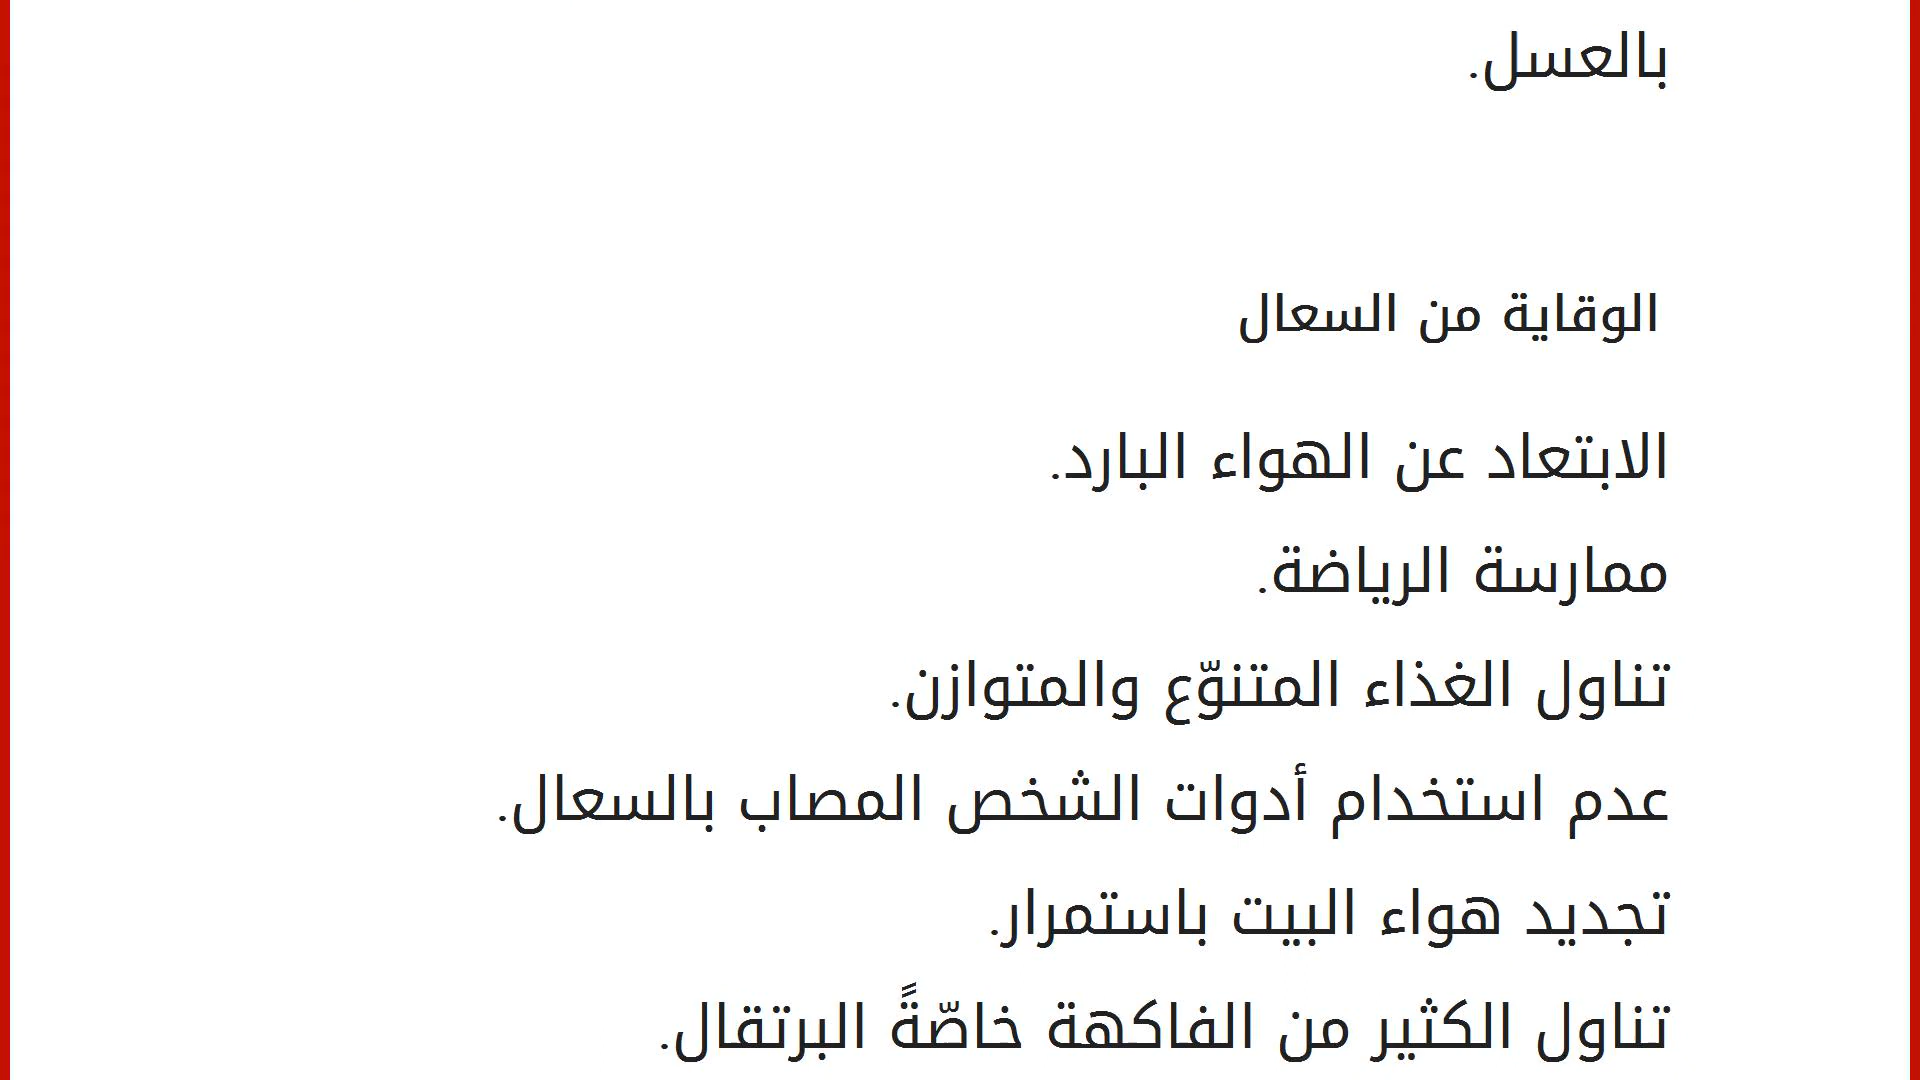 بالعسل.
الوقاية من السعال
الابتعاد عن الهواء البارد.
ممارسة الرياضة.
تناول الغذاء المتنوّع والمتوازن.
عدم استخدام أدوات الشخص المصاب بالسعال.
تجديد هواء البيت باستمرار.
تناول الكثير من الفاكهة خاصّةً البرتقال.